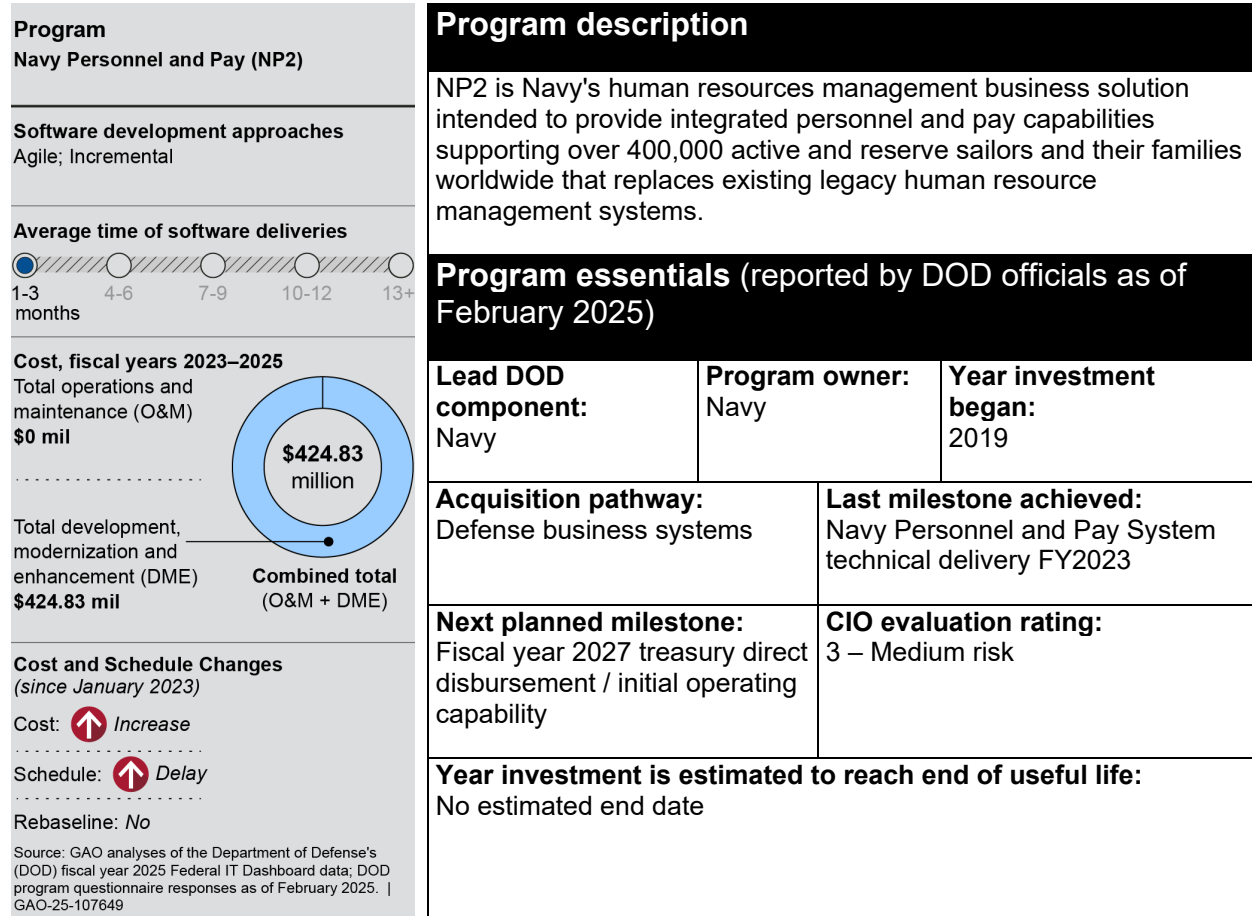 Program
Navy Personnel and Pay (NP2)
Software development approaches
Agile; Incremental
Average time of software deliveries
1-3 4-6 7-9 10-12 13+
months
Cost, fiscal years 2023–2025
Total operations and
maintenance (O&M)
$0 mil
$424.83
million
Total development,
modernization and
enhancement (DME)
$424.83 mil
Combined total
(O&M + DME)
Cost and Schedule Changes
(since January 2023)
Cost: Increase
Schedule: Delay
Rebaseline: No
Source: GAO analyses of the Department of Defense's
(DOD) fiscal year 2025 Federal IT Dashboard data; DOD
program questionnaire responses as of February 2025. |
GAO-25-107649
Program description
NP2 is Navy's human resources management business solution
intended to provide integrated personnel and pay capabilities
supporting over 400,000 active and reserve sailors and their families
worldwide that replaces existing legacy human resource
management systems.
Program essentials (reported by DOD officials as of
February 2025)
Lead DOD
component:
Navy
Program owner:
Navy
Year investment
began:
2019
Acquisition pathway:
Defense business systems
Last milestone achieved:
Navy Personnel and Pay System
technical delivery FY2023
Next planned milestone:
Fiscal year 2027 treasury direct
disbursement / initial operating
capability
CIO evaluation rating:
3 – Medium risk
Year investment is estimated to reach end of useful life:
No estimated end date